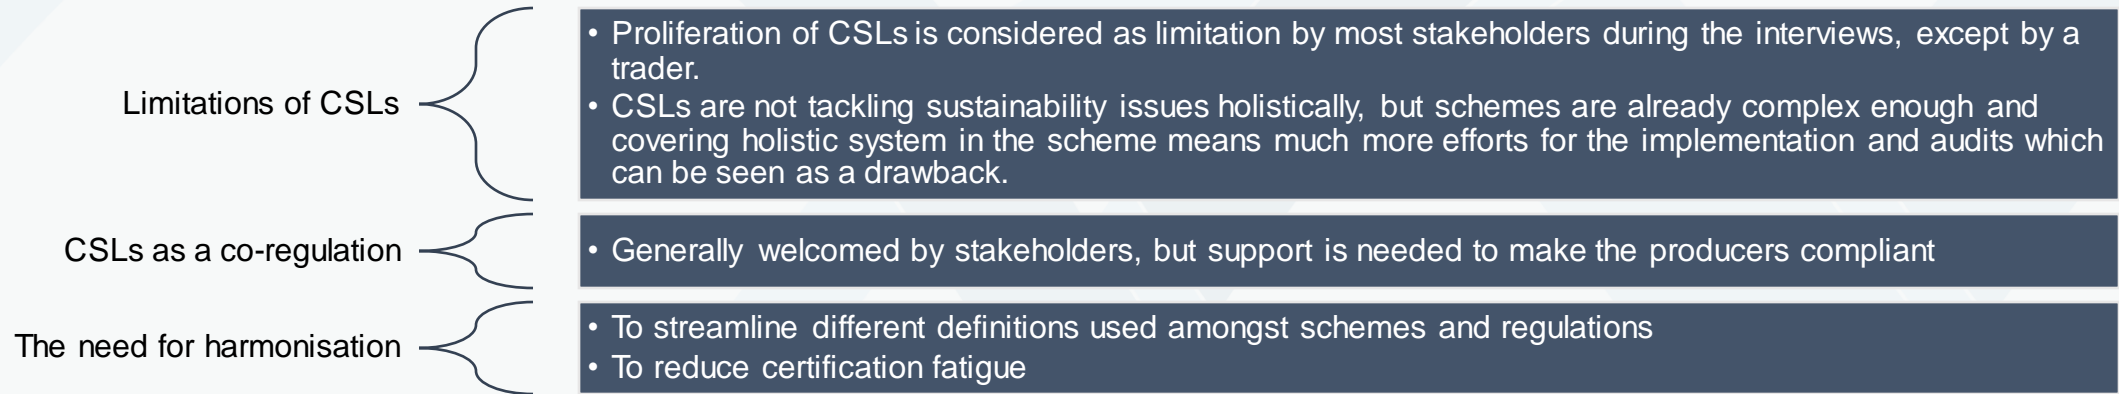 Limitations of CSLs
• Proliferation of CSLs is considered as limitation by most stakeholders during the interviews, except by a
trader.
• CSLs are not tackling sustainability issues holistically, but schemes are already complex enough and
covering holistic system in the scheme means much more efforts for the implementation and audits which
can be seen as a drawback.
CSLs as a co-regulation
• Generally welcomed by stakeholders, but support is needed to make the producers compliant
The need for harmonisation
• To streamline different definitions used amongst schemes and regulations
• To reduce certification fatigue